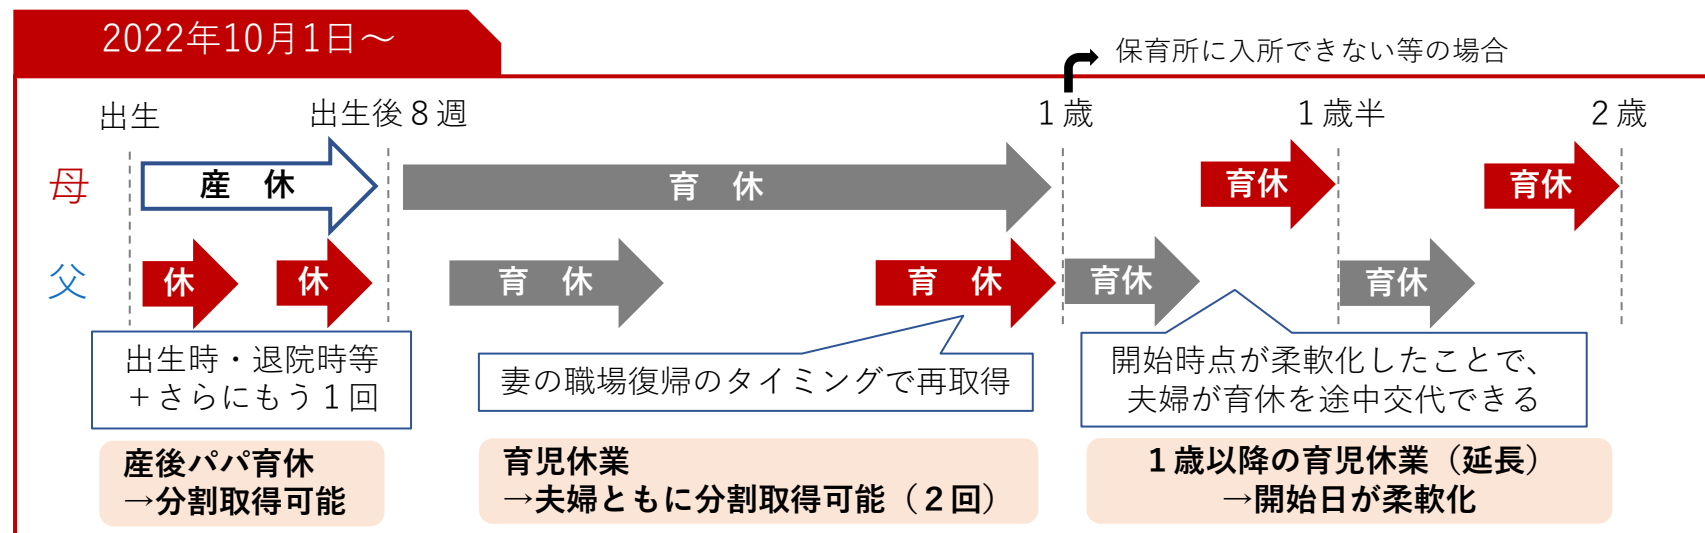 2022年10月1日～
保育所に入所できない等の場合
出生
出生後８週
１歳
１歳半
２歳
母
産 休
育 休
育休
育休
父
休
休
育 休
育 休
育休
育休
出生時・退院時等
＋さらにもう１回
妻の職場復帰のタイミングで再取得
開始時点が柔軟化したことで、
夫婦が育休を途中交代できる
産後パパ育休
→分割取得可能
育児休業
→夫婦ともに分割取得可能（２回）
１歳以降の育児休業（延長）
→開始日が柔軟化